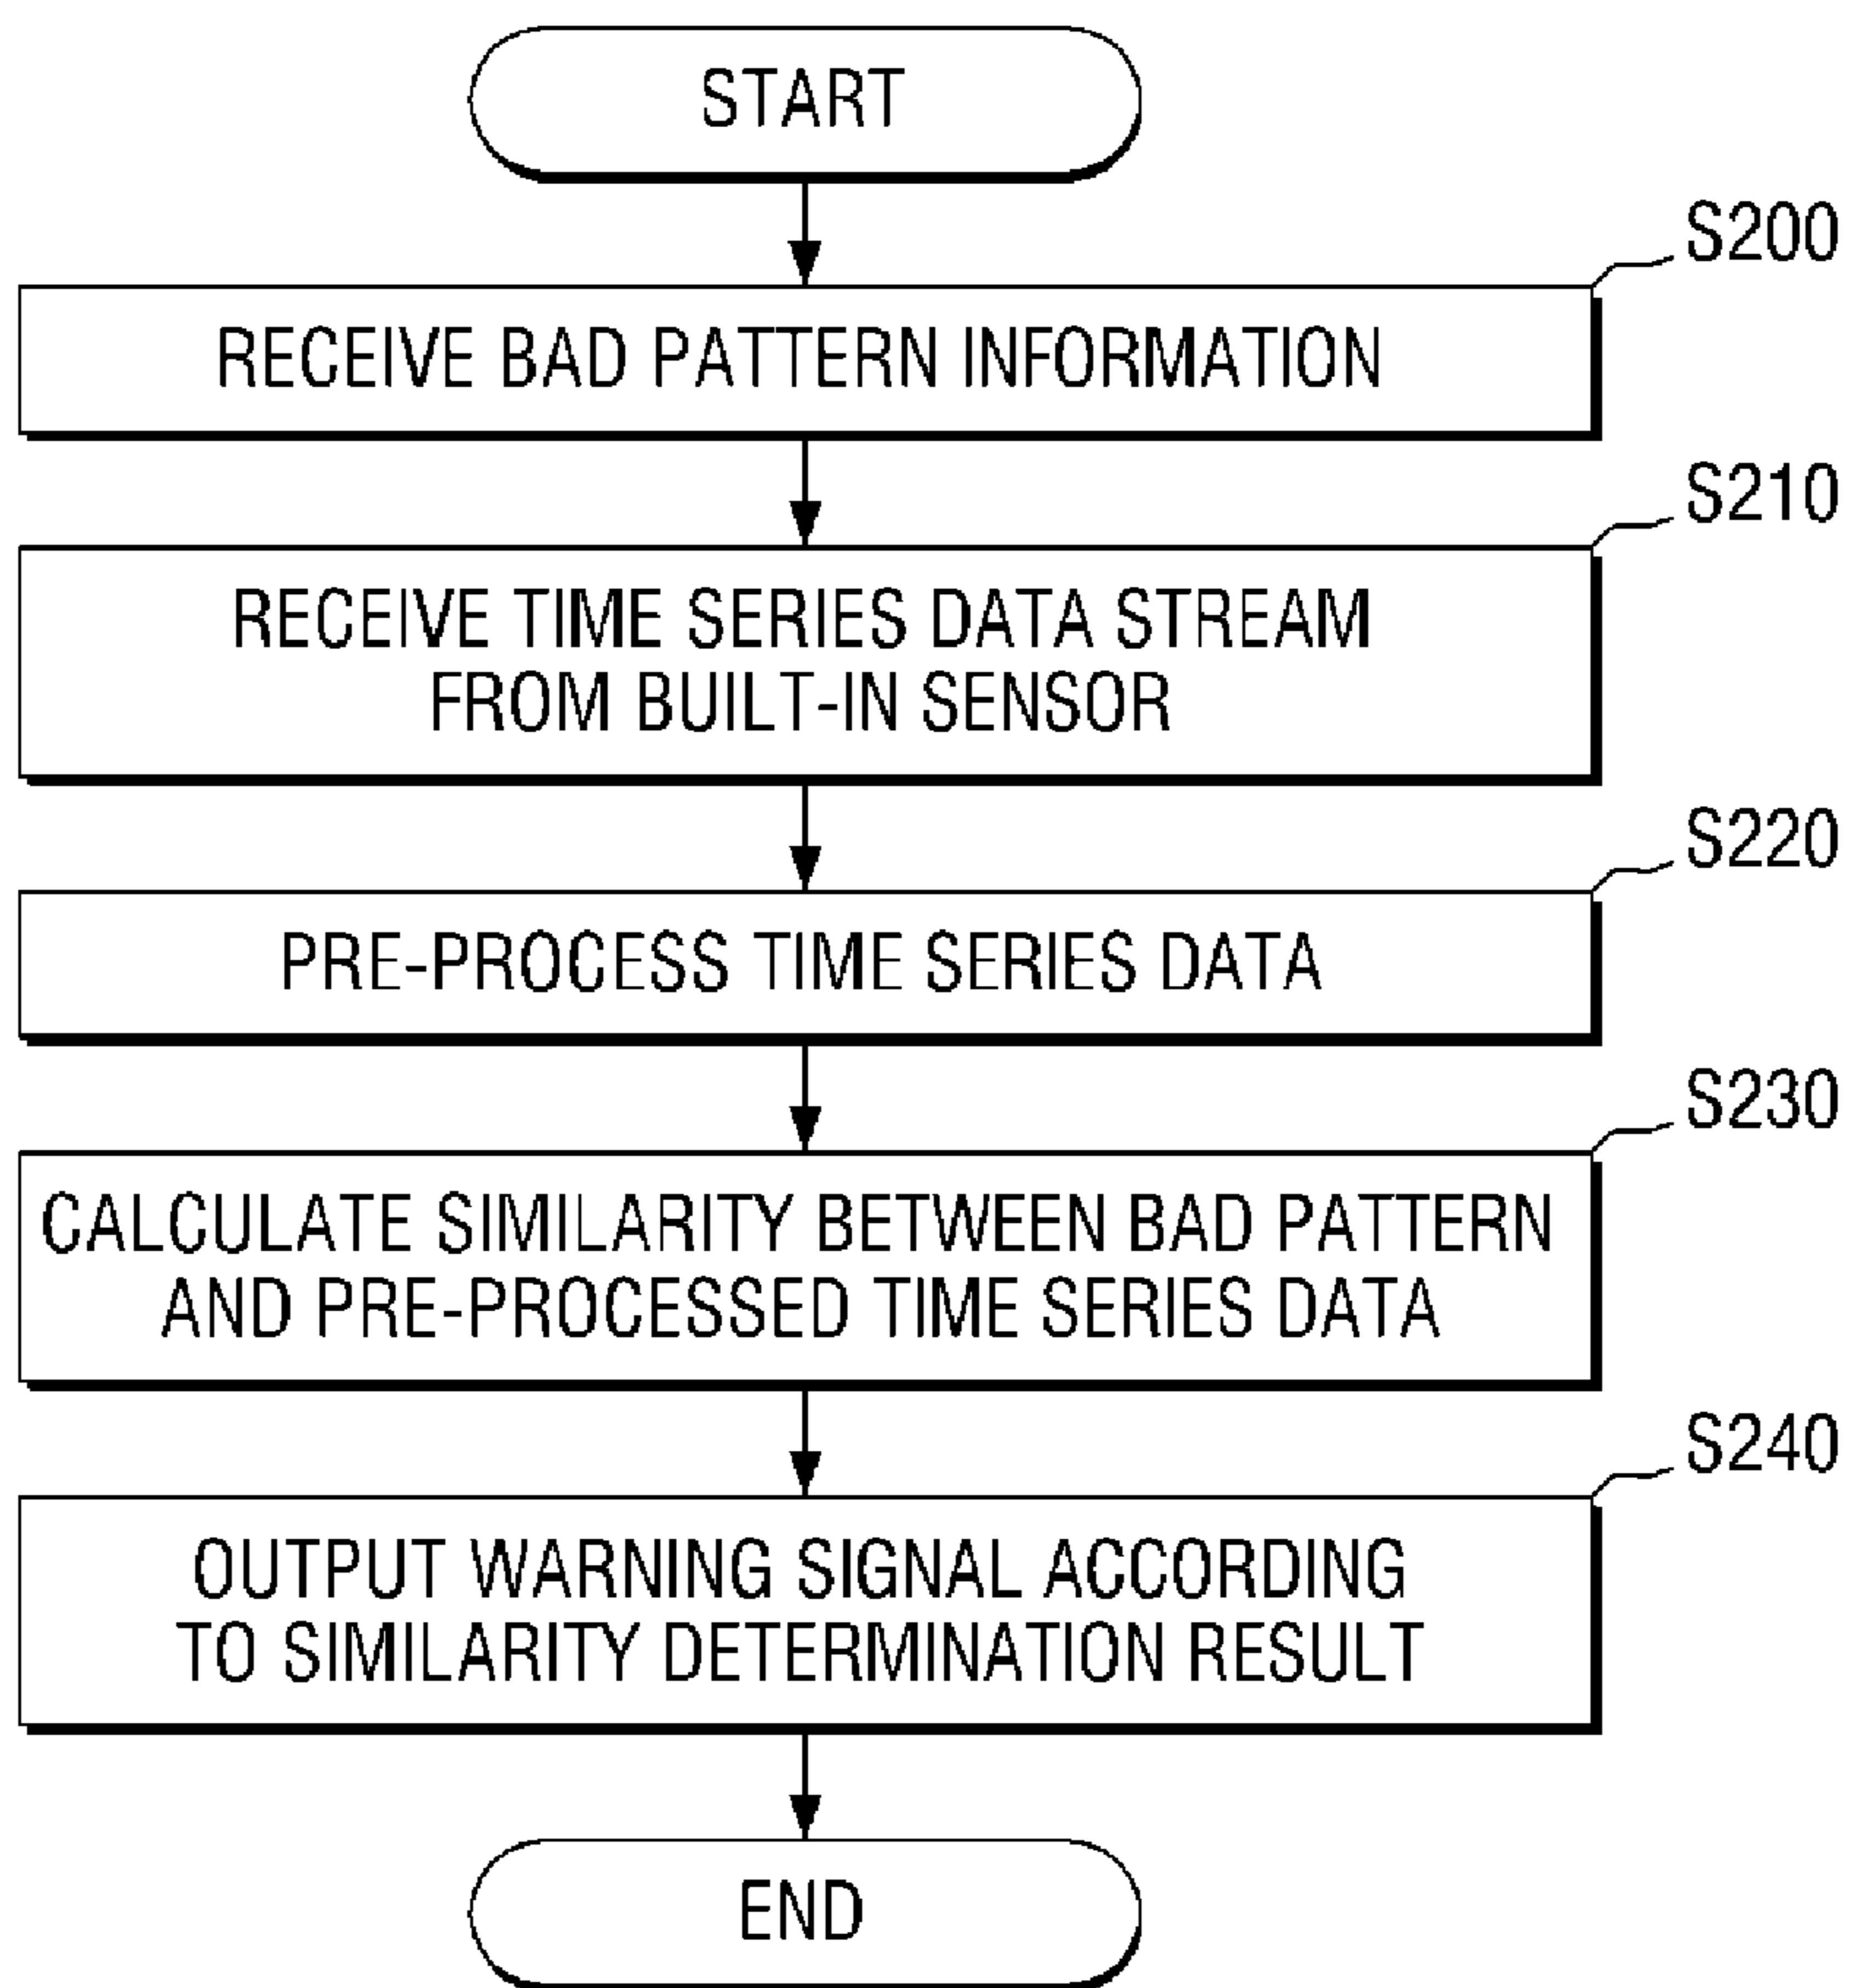 START
S200
RECEIVE BAD PATTERN INFORMATION
S210
RECEIVE TIME SERIES DATA STREAM
FROM BUILT-IN SENSOR
S220
PRE-PROCESS TIME SERIES DATA
S230
CALCULATE SIMILARITY BETWEEN BAD PATTERN
AND PRE-PROCESSED TIME SERIES DATA
S240
OUTPUT WARNING SIGNAL ACCORDING
TO SIMILARITY DETERMINATION RESULT
END